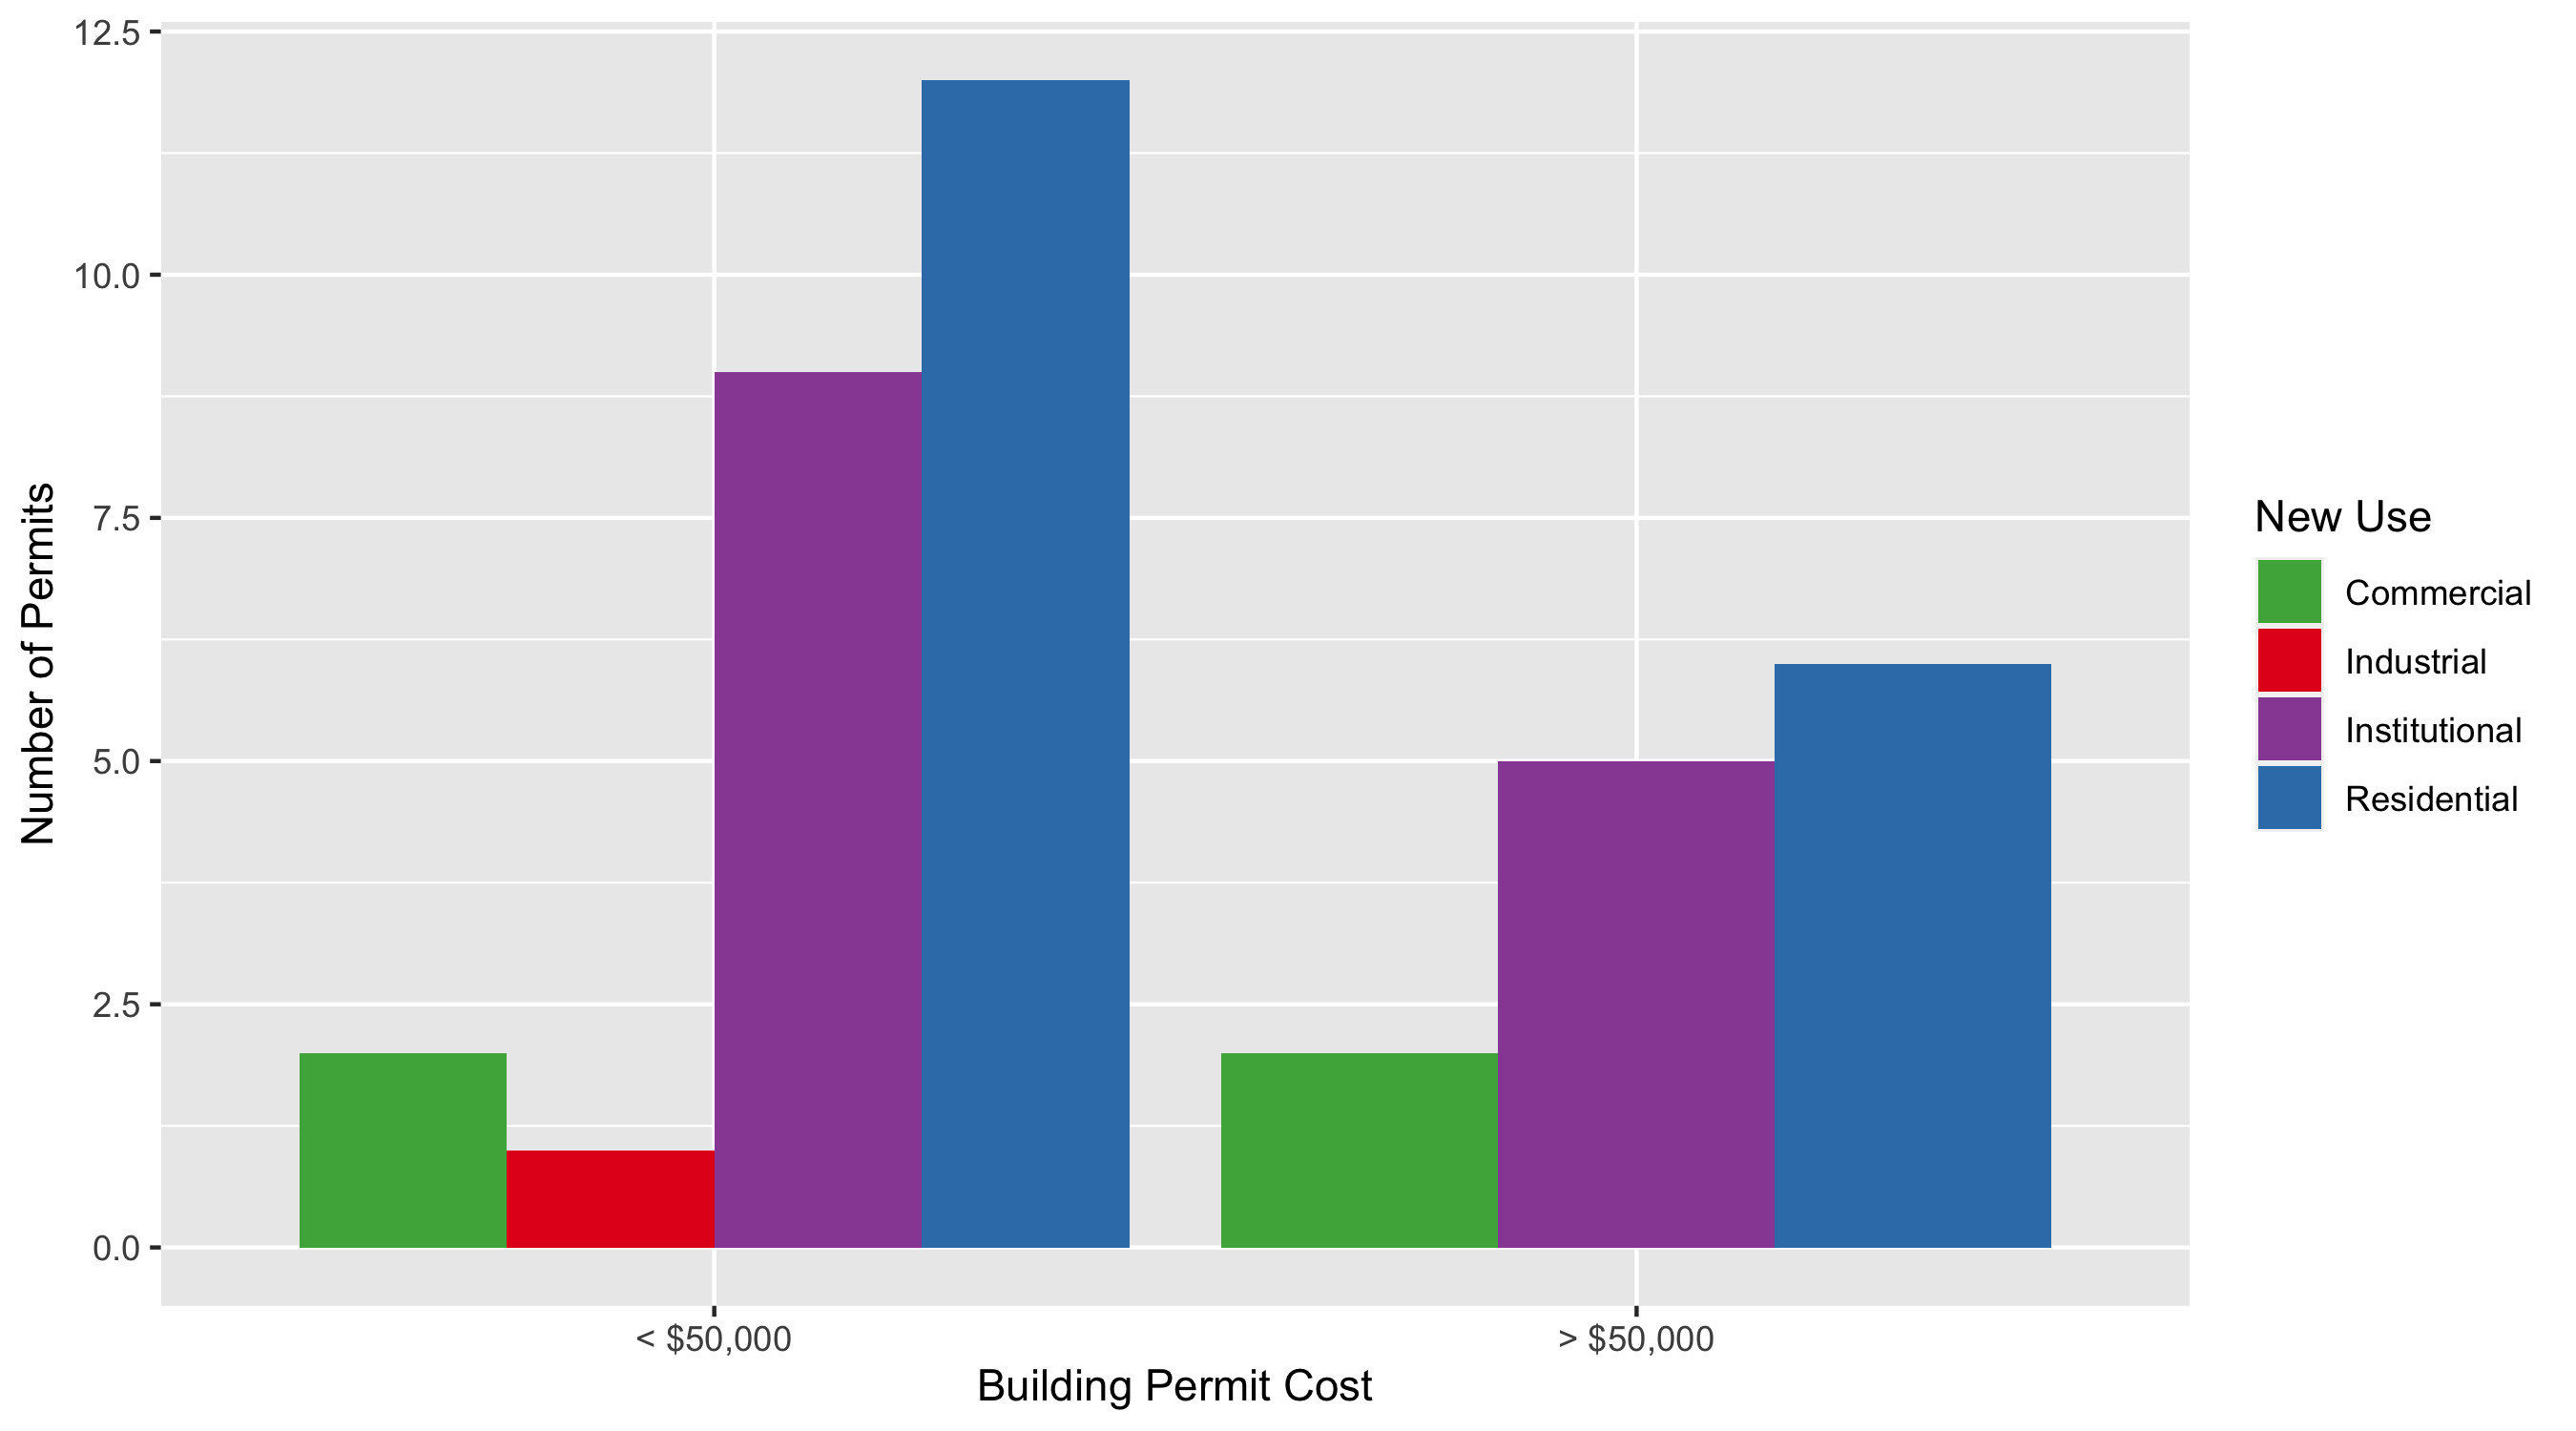 12.5
10.0
7.5
5.0
2.5
0.0
Number of Permits
< $50,000
> $50,000
Building Permit Cost
New Use
Commercial
Industrial
Institutional
Residential